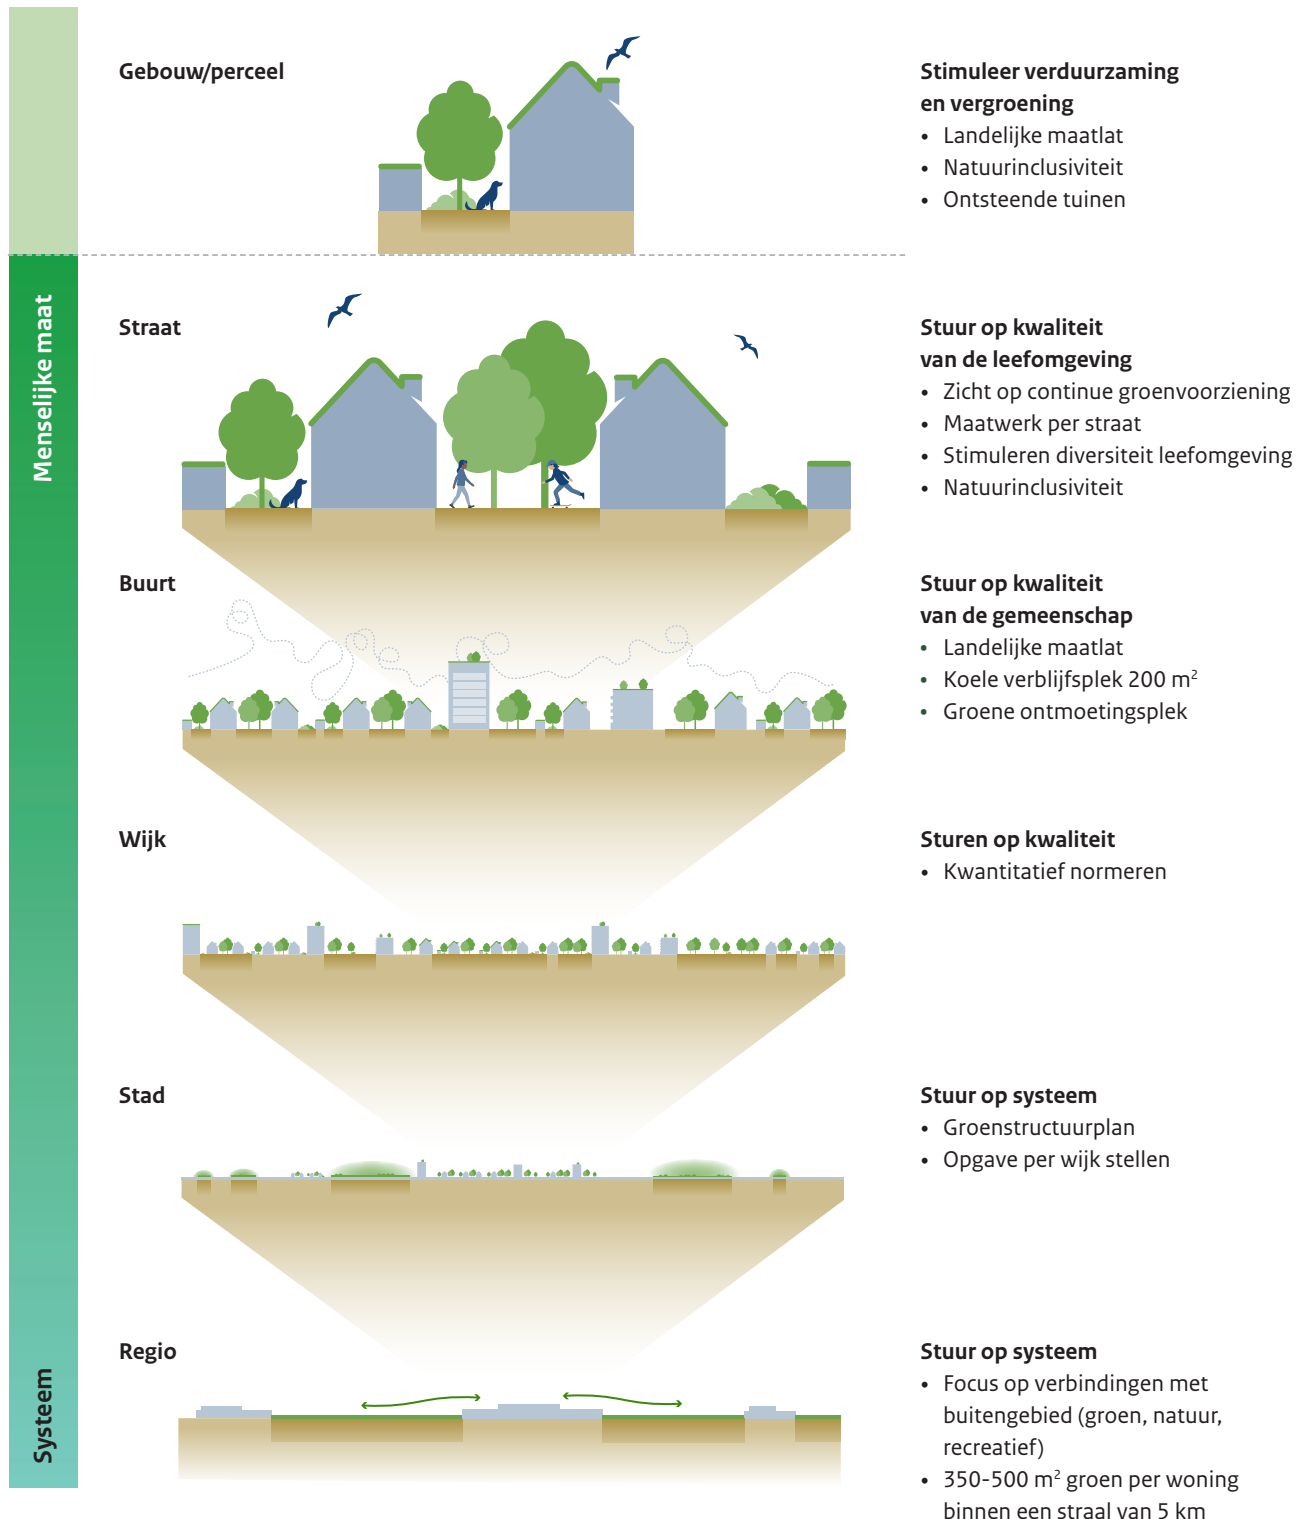 Gebouw/perceel
Stimuleer verduurzaming
en vergroening
• Landelijke maatlat
• Natuurinclusiviteit
• Ontsteende tuinen
Menselijke maat
Straat
Stuur op kwaliteit
van de leefomgeving
• Zicht op continue groenvoorziening
• Maatwerk per straat
• Stimuleren diversiteit leefomgeving
• Natuurinclusiviteit
Buurt
Stuur op kwaliteit
van de gemeenschap
• Landelijke maatlat
• Koele verblijfsplek 200 m²
• Groene ontmoetingsplek
Wijk
Sturen op kwaliteit
• Kwantitatief normeren
Stad
Stuur op systeem
• Groenstructuurplan
• Opgave per wijk stellen
Regio
Stuur op systeem
• Focus op verbindingen met
buitengebied (groen, natuur,
recreatief)
• 350-500 m² groen per woning
binnen een straal van 5 km
Systeem